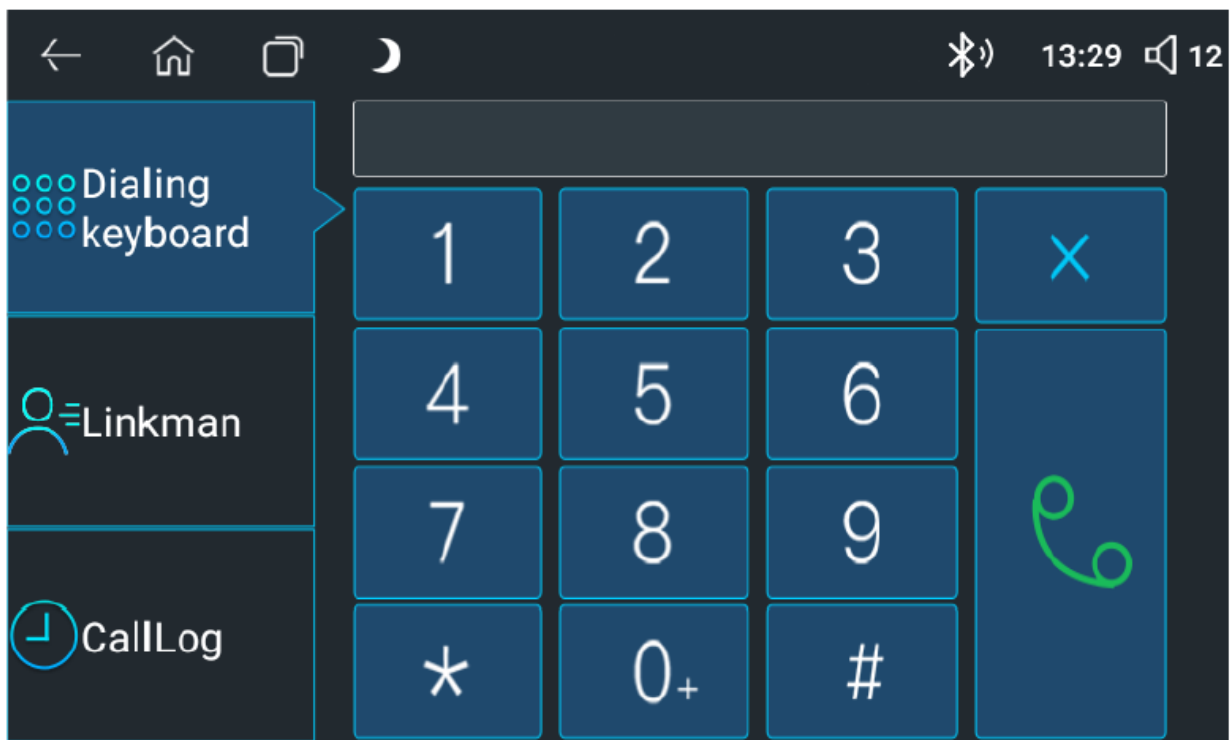 13:29 12
Dialing
keyboard
Linkman
CallLog
1 2 3 ×
4 5 6
7 8 9
* 0+ #